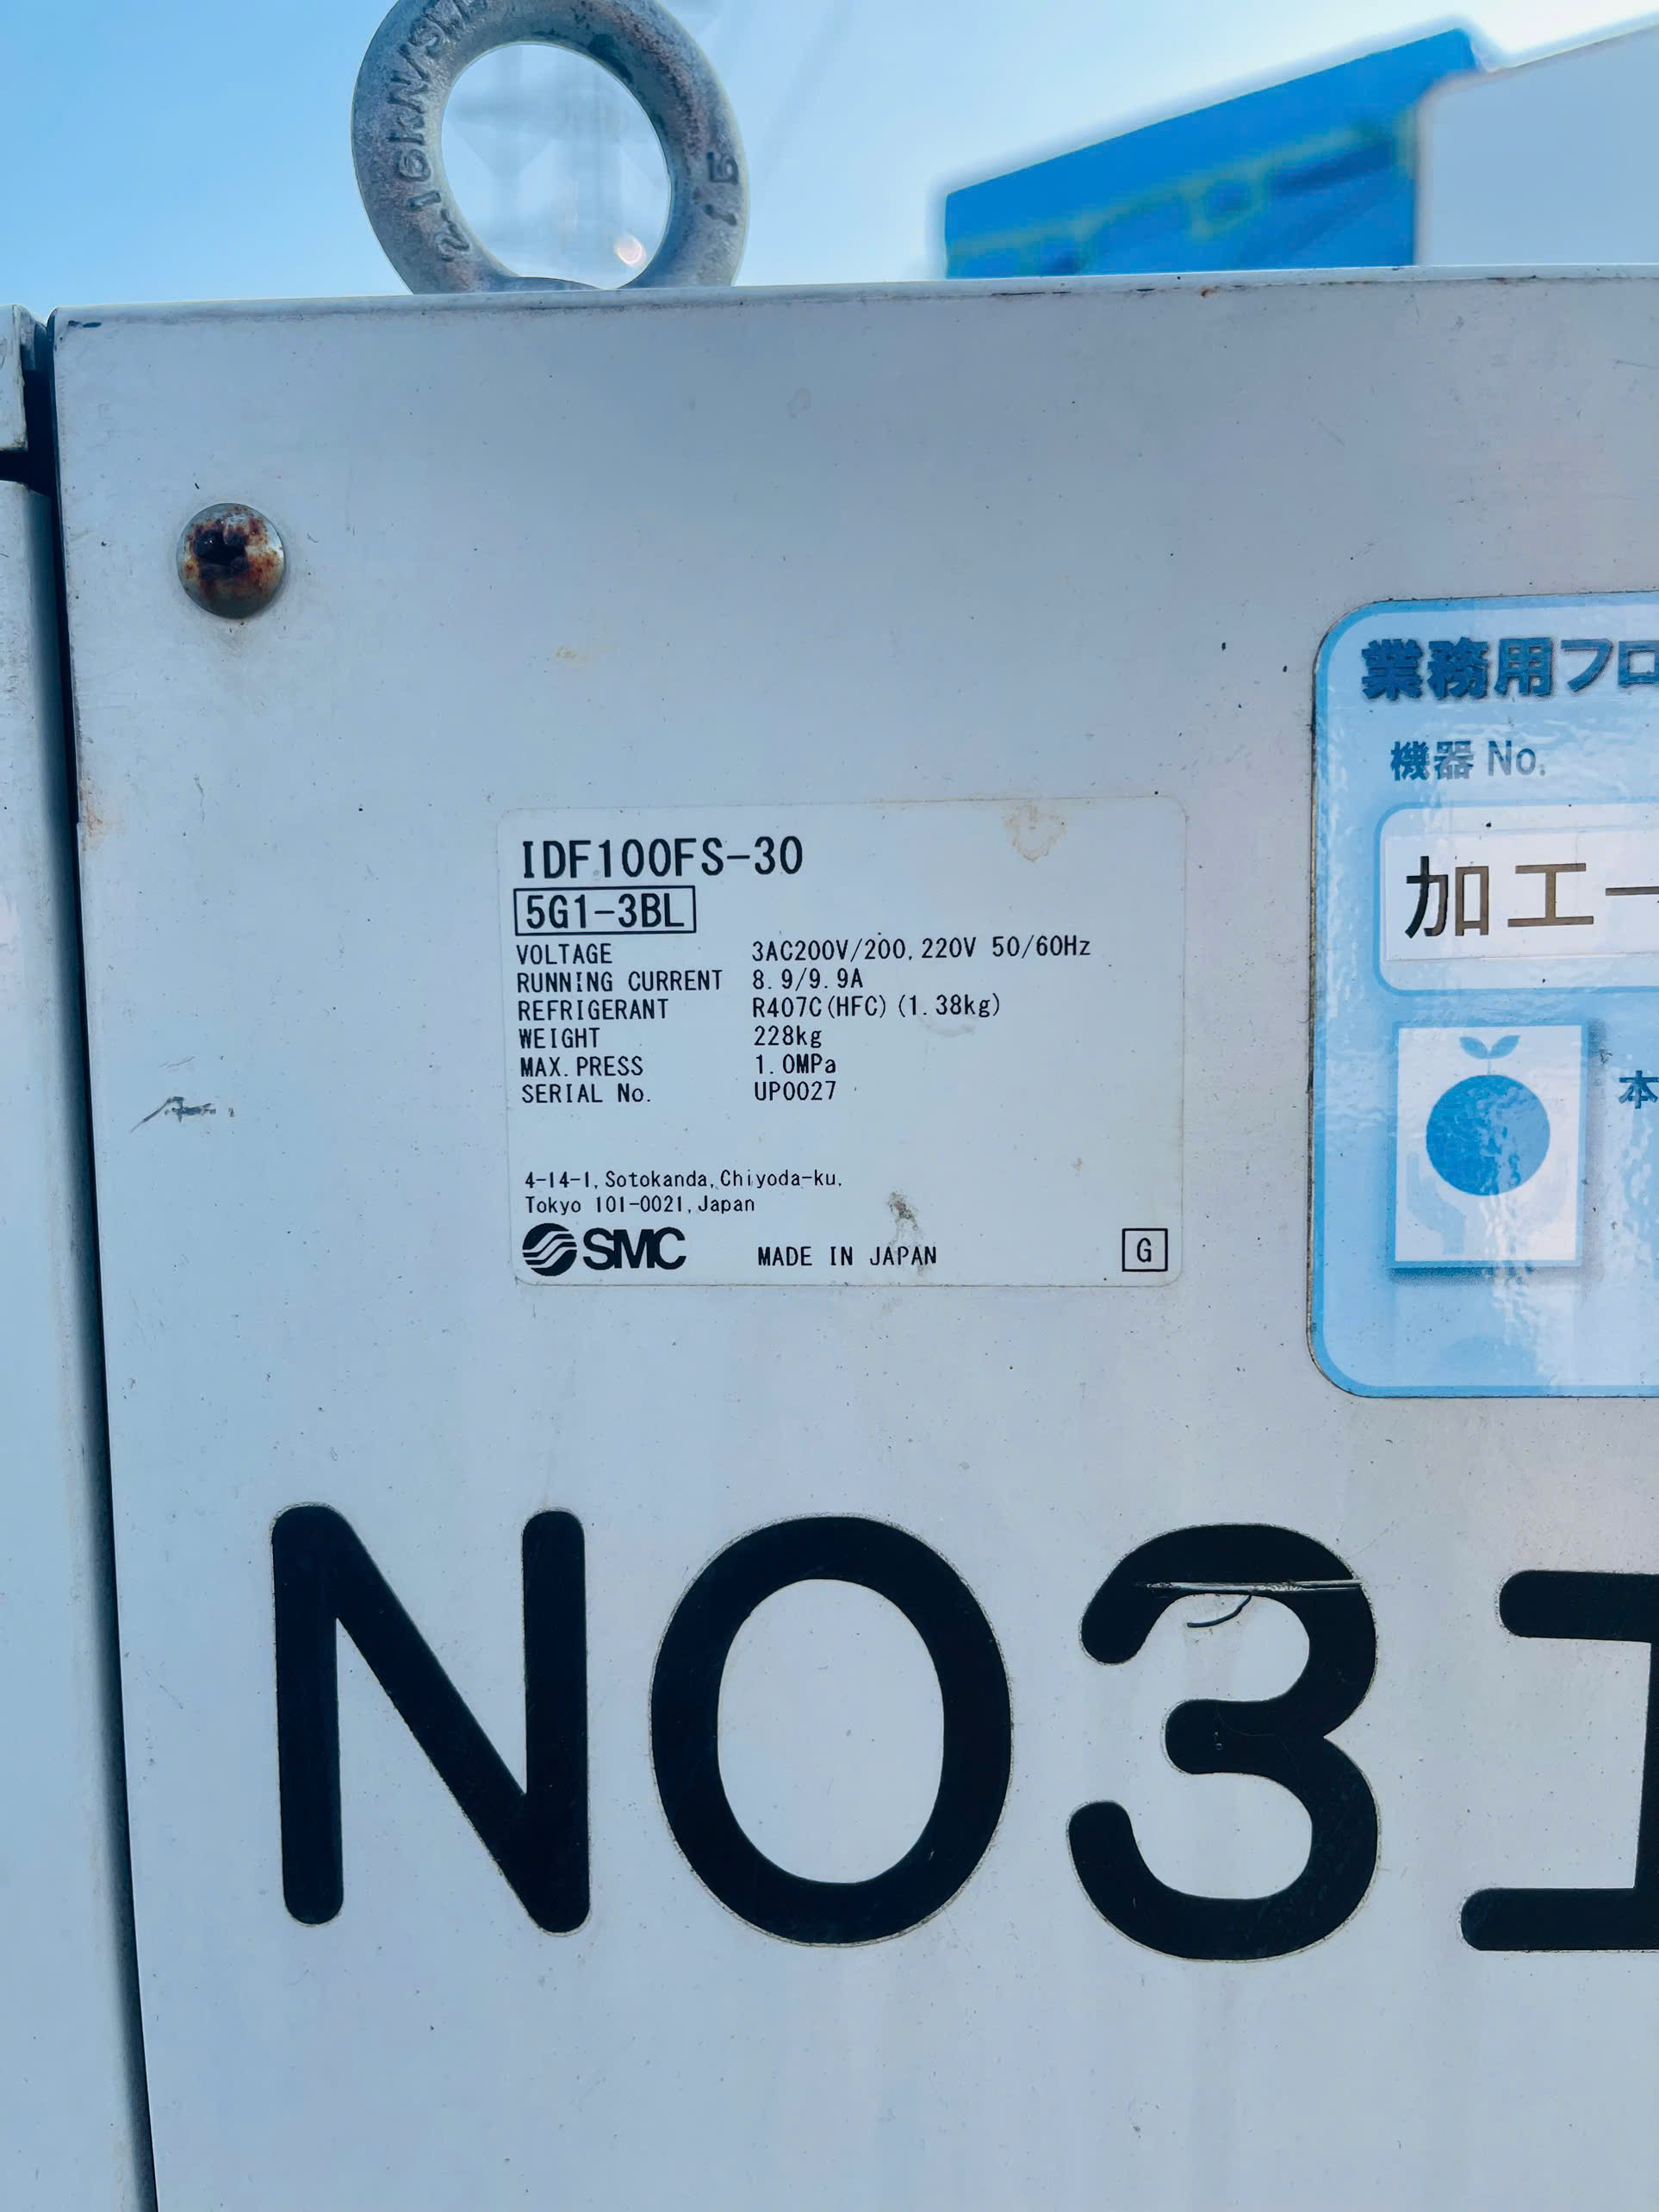 IDF100FS-30
5G1-3BL
VOLTAGE 3AC200V/200,220V 50/60Hz
RUNNING CURRENT 8.9/9.9A
REFRIGERANT R407C(HFC)(1.38kg)
WEIGHT 228kg
MAX.PRESS 1.0MPa
SERIAL No. UP0027
4-14-1,Sotokanda,Chiyoda-ku,
Tokyo 101-0021,Japan
SMC MADE IN JAPAN G
業務用フロ
機器 No.
加工
本
NO3